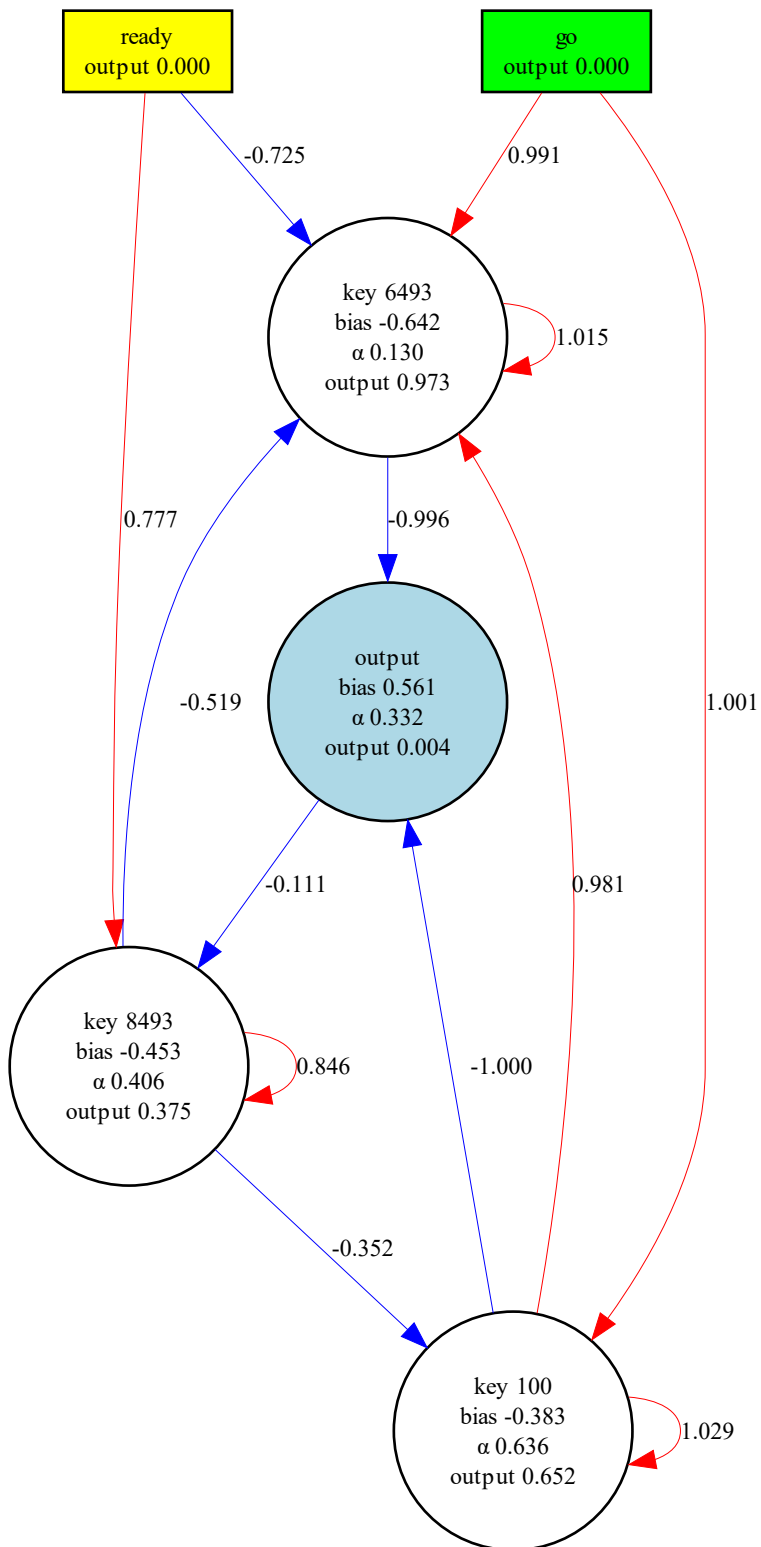 ready
output 0.000
go
output 0.000
-0.725
0.991
key 6493
bias -0.642
α 0.130
output 0.973
1.015
0.777
-0.996
-0.519
output
bias 0.561
α 0.332
output 0.004
1.001
-0.111
0.981
key 8493
bias -0.453
α 0.406
output 0.375
0.846
-1.000
-0.352
key 100
bias -0.383
α 0.636
output 0.652
1.029